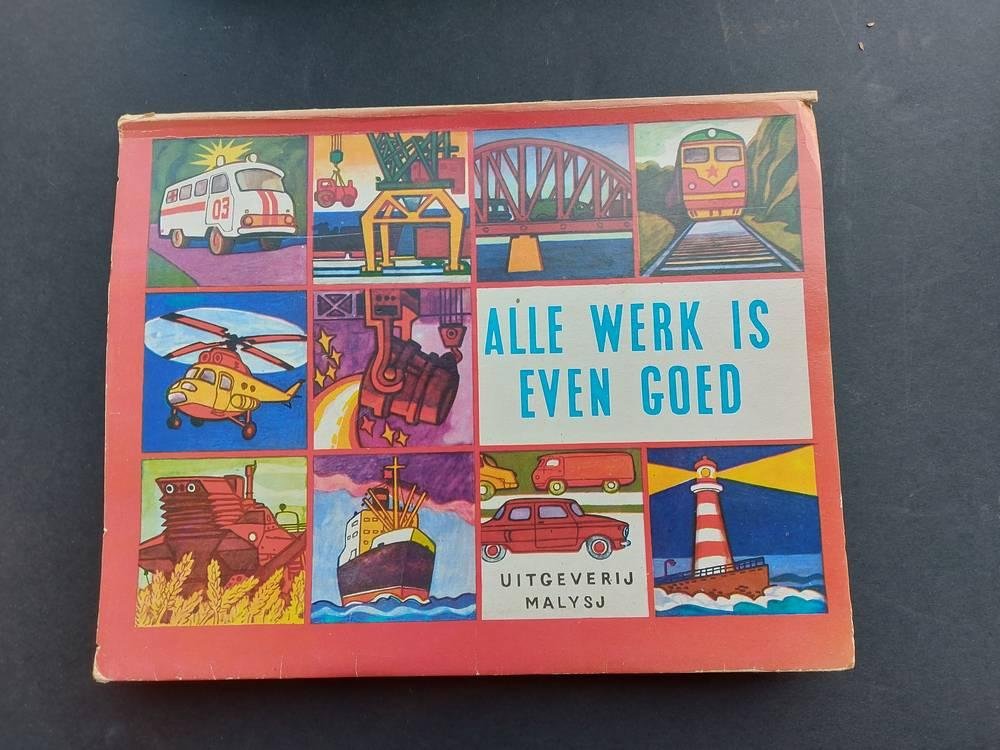 03
ALLE WERK IS
EVEN GOED
UITGEVERIJ
MALYSJ